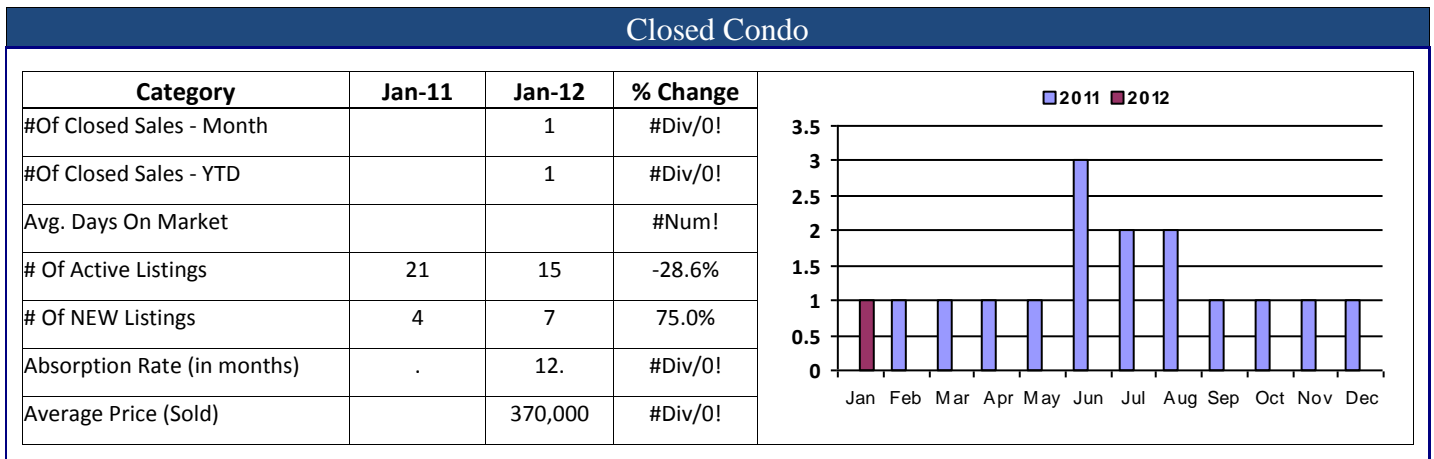 Closed Condo
Category Jan-11 Jan-12 % Change
#Of Closed Sales - Month 1 #Div/0!
#Of Closed Sales - YTD . 1 #Div/0!
Avg. Days On Market #Num!
# Of Active Listings 21 15 -28.6%
# Of NEW Listings 4 7 75.0%
Absorption Rate (in months) . 12. #Div/0!
Average Price (Sold) 370,000 #Div/0!
2011 2012
3.5
3
2.5
2
1.5
1
0.5
0
Jan Feb Mar Apr May Jun Jul Aug Sep Oct Nov Dec